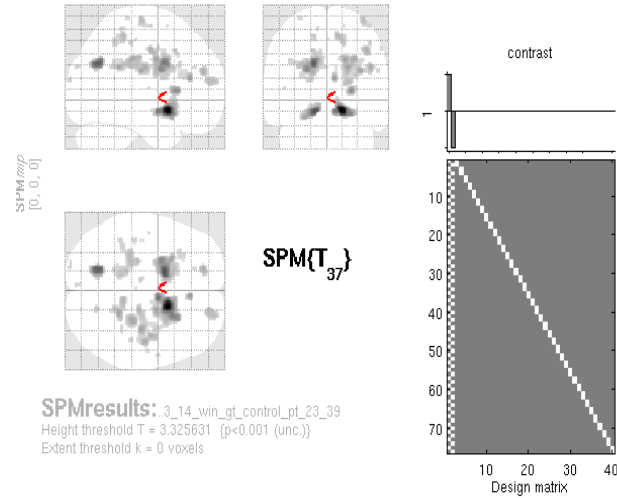 contrast
1
SPMmip
[0, 0, 0]
SPM{T37}
10
20
30
40
50
60
70
10 20 30 40
Design matrix
SPMresults: ..3_14_win_gt_control_pt_23_39
Height threshold T = 3.325631 {p<0.001 (unc.)}
Extent threshold k = 0 voxels